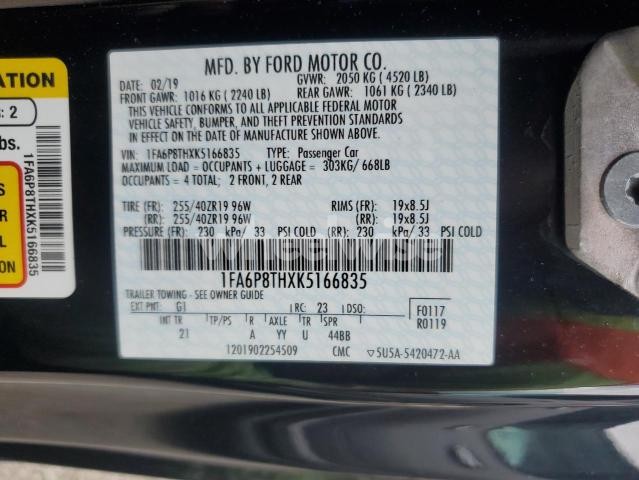 MFD. BY FORD MOTOR CO.
DATE: 02/19 GVWR: 2050 KG (4520 LB)
FRONT GAWR: 1016 KG (2240 LB) REAR GAWR: 1061 KG (2340 LB)
THIS VEHICLE CONFORMS TO ALL APPLICABLE FEDERAL MOTOR
VEHICLE SAFETY, BUMPER, AND THEFT PREVENTION STANDARDS
IN EFFECT ON THE DATE OF MANUFACTURE SHOWN ABOVE.
VIN: 1FA6P8THXK5166835 TYPE: Passenger Car
MAXIMUM LOAD = OCCUPANTS + LUGGAGE = 303KG/ 668LB
OCCUPANTS = 4 TOTAL; 2 FRONT, 2 REAR
TIRE (FR): 255/40ZR19 96W RIMS (FR): 19x8.5J
(RR): 255/40ZR19 96W (RR): 19x8.5J
PRESSURE (FR) 230 kPa/ 33 PSI COLD (RR) 230 kPa/ 33 PSI COLD
1FA6P8THXK5166835
TRAILER TOWING - SEE OWNER GUIDE
EXT PNT: G1 RC: 23 DSO: F0117
INT TR TP/PS R AXLE TR SPR R0119
21 A YY U 44BB
1201902254509 CMC 5U5A-5420472-AA
ATION
S: 2
lbs.
1FA6P8THXK5166835